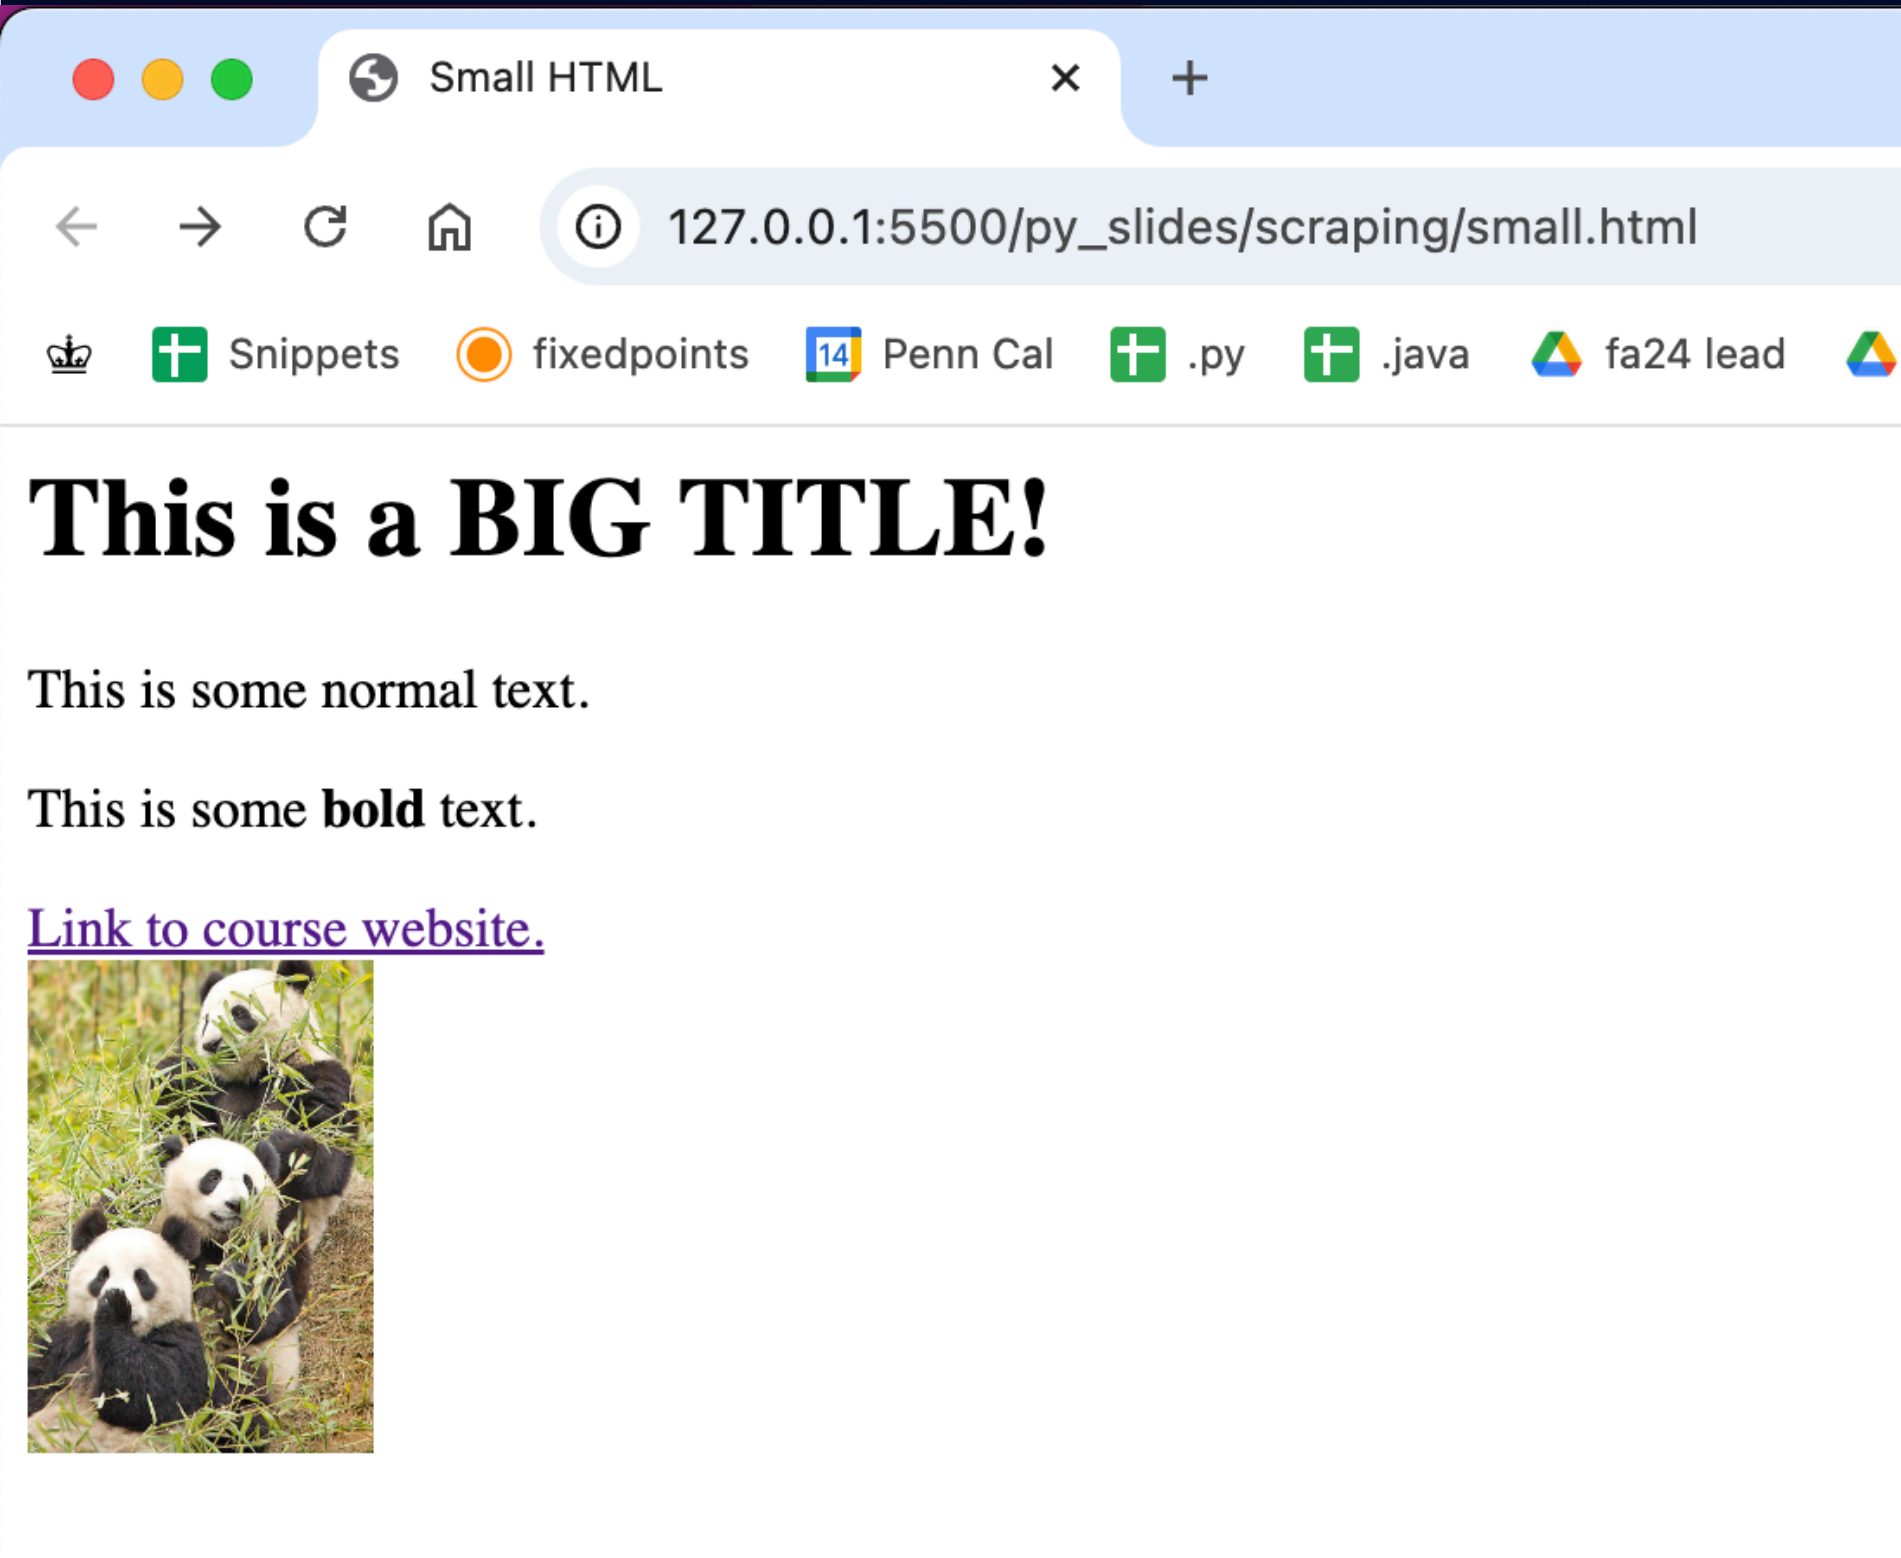 Small HTML
127.0.0.1:5500/py_slides/scraping/small.html
Snippets fixedpoints 14 Penn Cal .py .java fa24 lead
This is a BIG TITLE!
This is some normal text.
This is some bold text.
Link to course website.